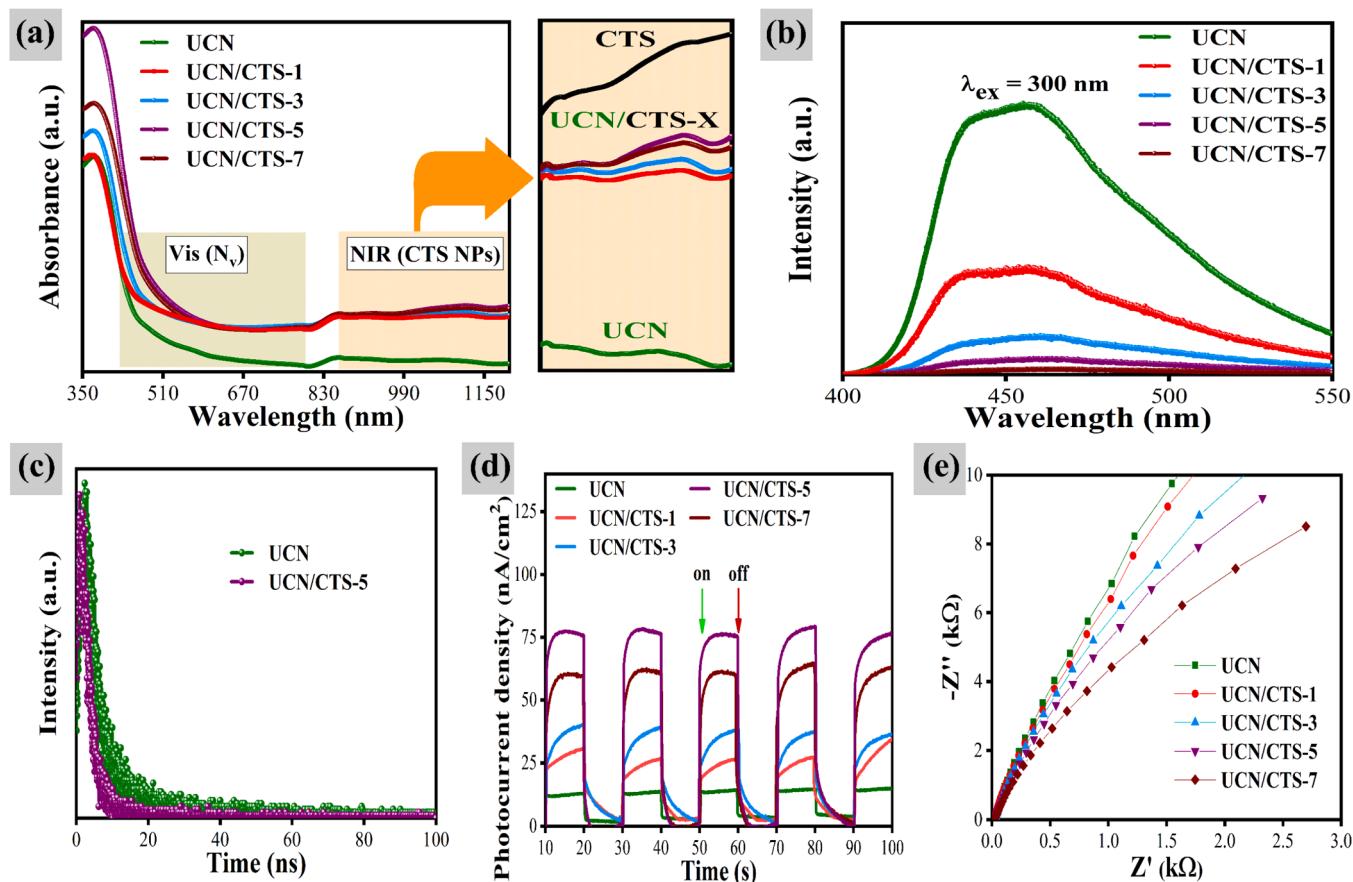 (a)
UCN
UCN/CTS-1
UCN/CTS-3
UCN/CTS-5
UCN/CTS-7
Vis (Nv)
NIR (CTS NPs)
Absorbance (a.u.)
350 510 670 830 990 1150
Wavelength (nm)
CTS
UCN/CTS-X
UCN
(b)
UCN
UCN/CTS-1
UCN/CTS-3
UCN/CTS-5
UCN/CTS-7
λex = 300 nm
Intensity (a.u.)
400 450 500 550
Wavelength (nm)
(c)
UCN
UCN/CTS-5
Intensity (a.u.)
0 20 40 60 80 100
Time (ns)
(d)
UCN
UCN/CTS-1
UCN/CTS-3
UCN/CTS-5
UCN/CTS-7
on off
Photocurrent density (nA/cm²)
125
100
75
50
25
0
10 20 30 40 50 60 70 80 90 100
Time (s)
(e)
-Z'' (kΩ)
10
8
6
4
2
0
UCN
UCN/CTS-1
UCN/CTS-3
UCN/CTS-5
UCN/CTS-7
0.0 0.5 1.0 1.5 2.0 2.5 3.0
Z' (kΩ)